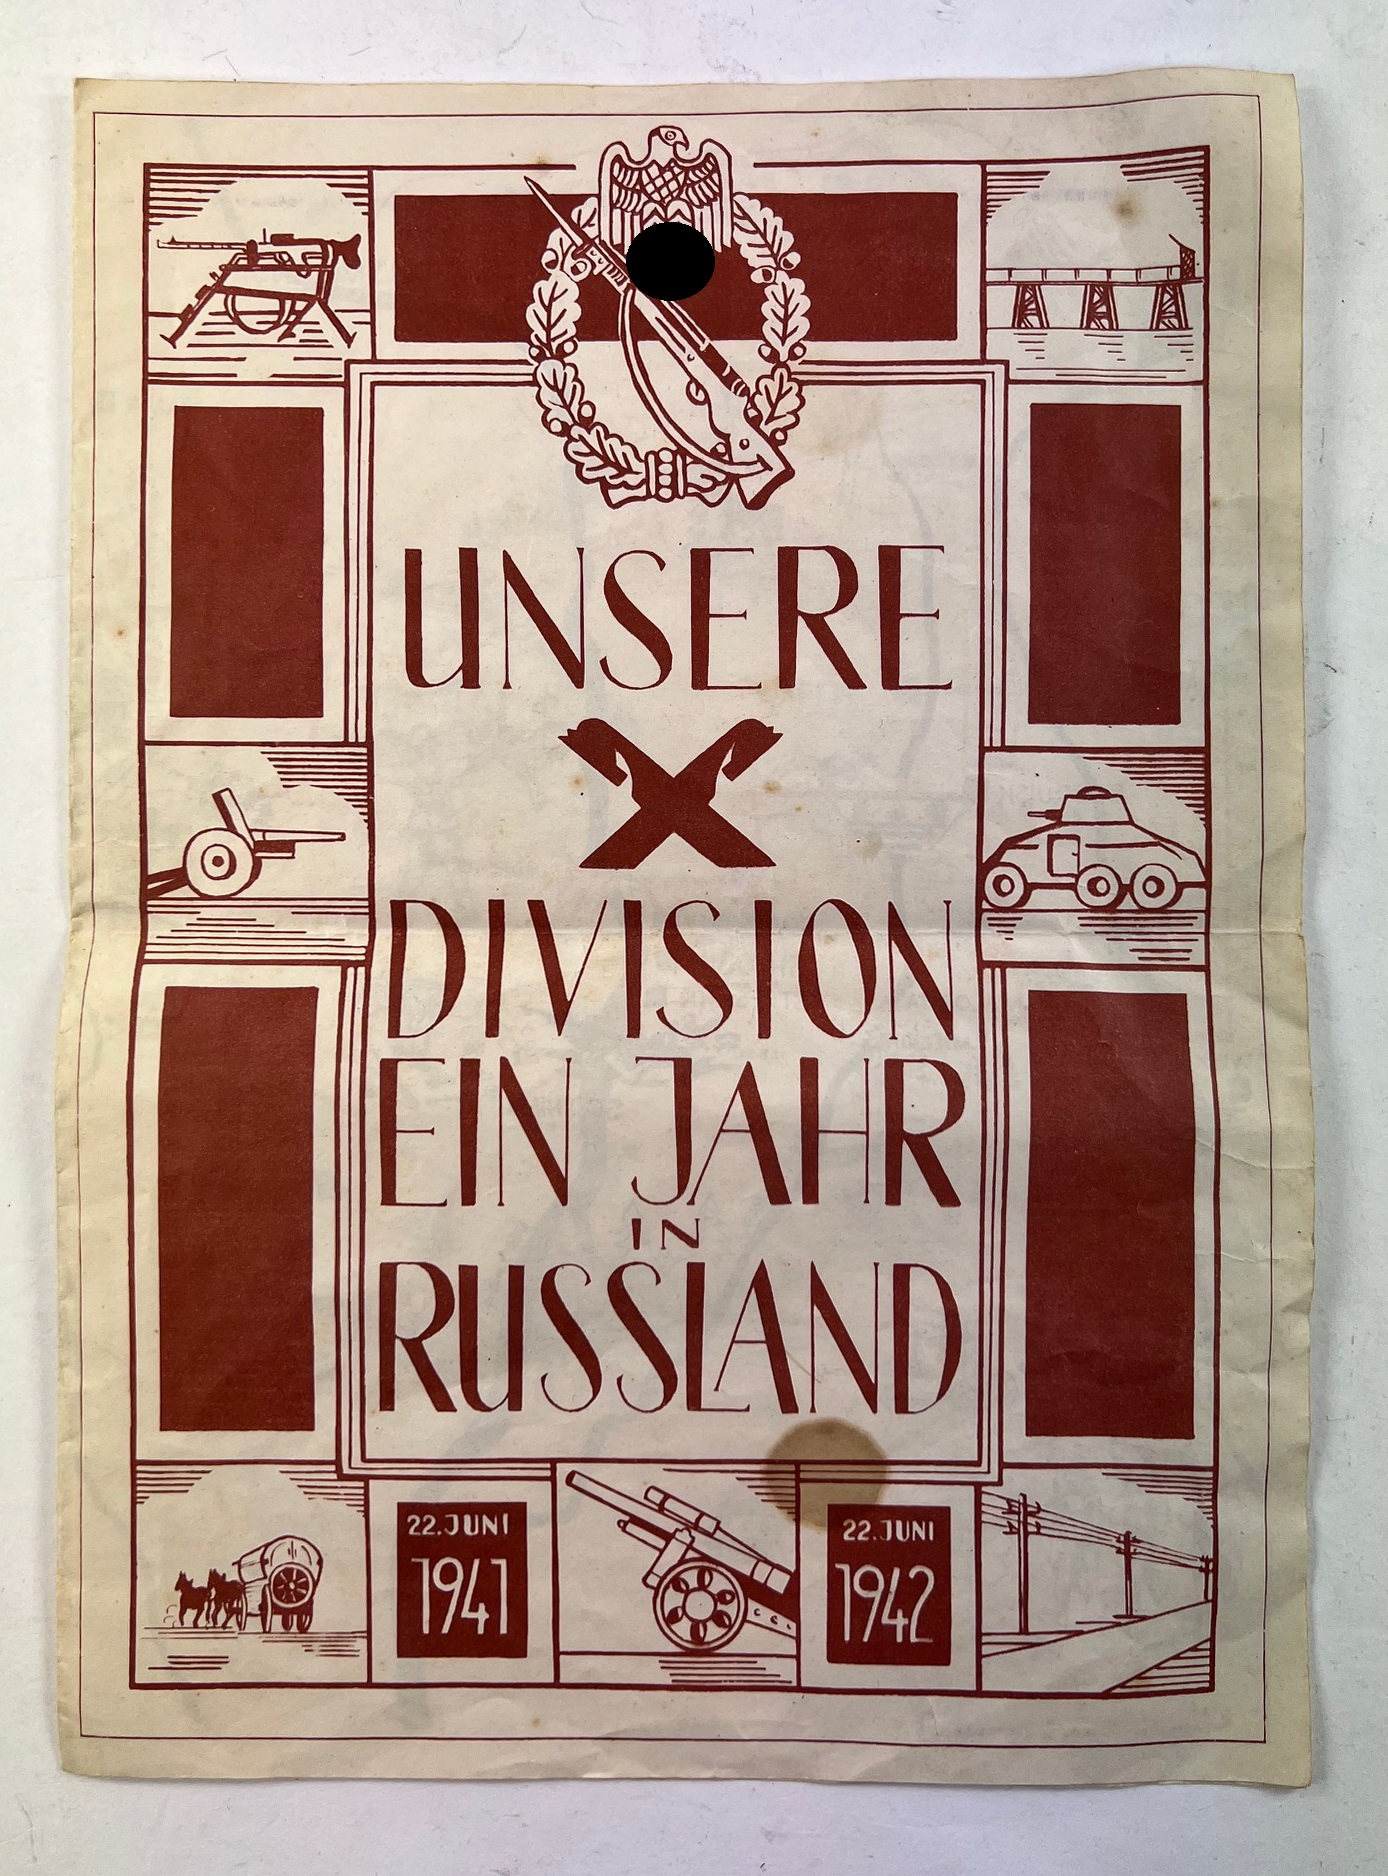 UNSERE
DIVISION
EIN JAHR
IN
RUSSLAND
22. JUNI
1941
22. JUNI
1942